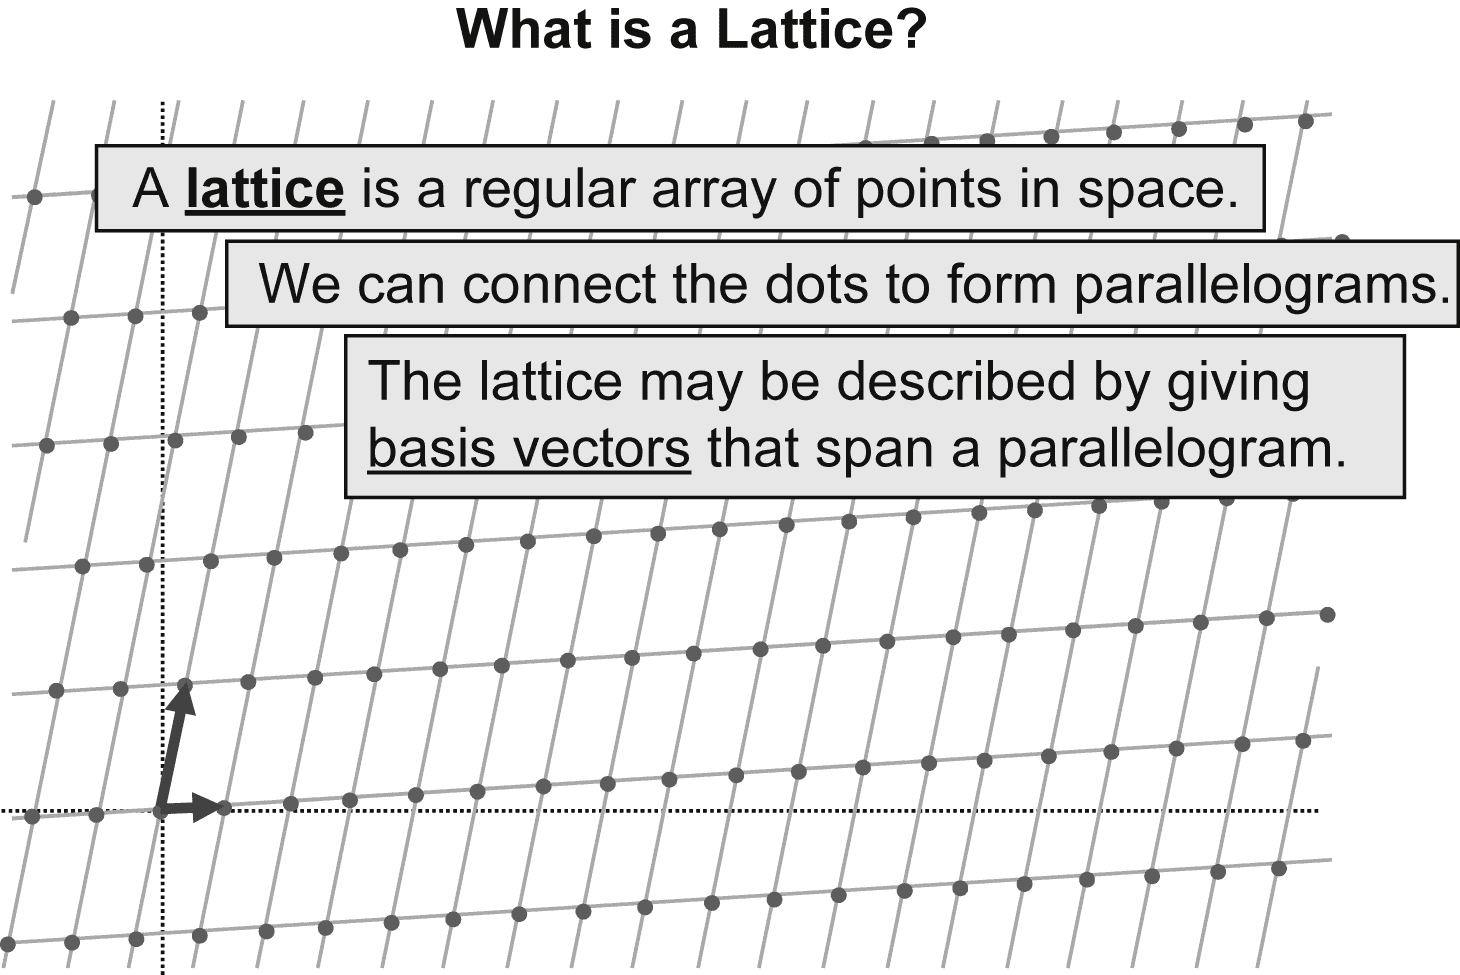 What is a Lattice?
A lattice is a regular array of points in space.
We can connect the dots to form parallelograms.
The lattice may be described by giving
basis vectors that span a parallelogram.